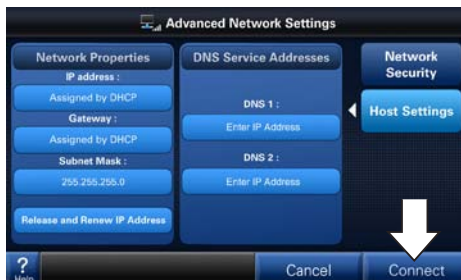 Advanced Network Settings
Network Properties
IP address :
Assigned by DHCP
Gateway :
Assigned by DHCP
Subnet Mask :
255.255.255.0
Release and Renew IP Address
DNS Service Addresses
DNS 1 :
Enter IP Address
DNS 2 :
Enter IP Address
Network
Security
Host Settings
?
Help
Cancel
Connect